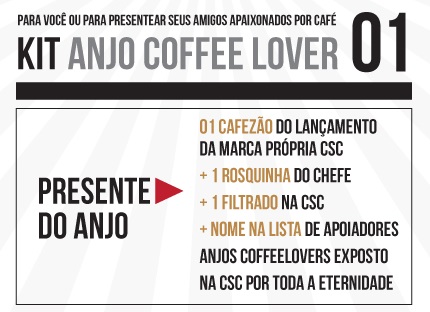 PARA VOCÊ OU PARA PRESENTEAR SEUS AMIGOS APAIXONADOS POR CAFÉ
KIT ANJO COFFEE LOVER 01
PRESENTE
DO ANJO
01 CAFEZÃO DO LANÇAMENTO
DA MARCA PRÓPRIA CSC
+ 1 ROSQUINHA DO CHEFE
+ 1 FILTRADO NA CSC
+ NOME NA LISTA DE APOIADORES
ANJOS COFFEELOVERS EXPOSTO
NA CSC POR TODA A ETERNIDADE